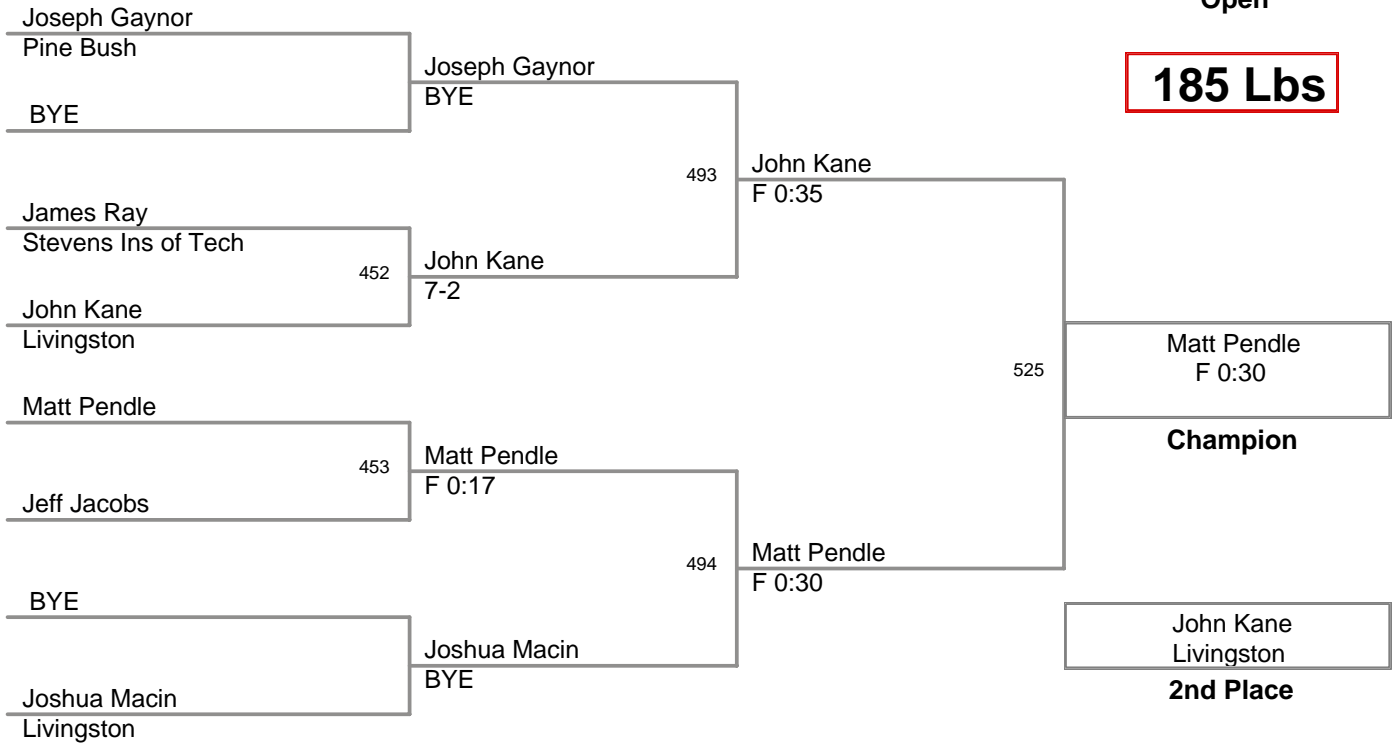 Open
185 Lbs
Joseph Gaynor
Pine Bush
BYE
James Ray
Stevens Ins of Tech
John Kane
Livingston
Matt Pendle
Jeff Jacobs
BYE
Joshua Macin
Livingston
Joseph Gaynor
BYE
452
John Kane
7-2
453
Matt Pendle
F 0:17
Joshua Macin
BYE
493
John Kane
F 0:35
494
Matt Pendle
F 0:30
525
Matt Pendle
F 0:30
Champion
John Kane
Livingston
2nd Place